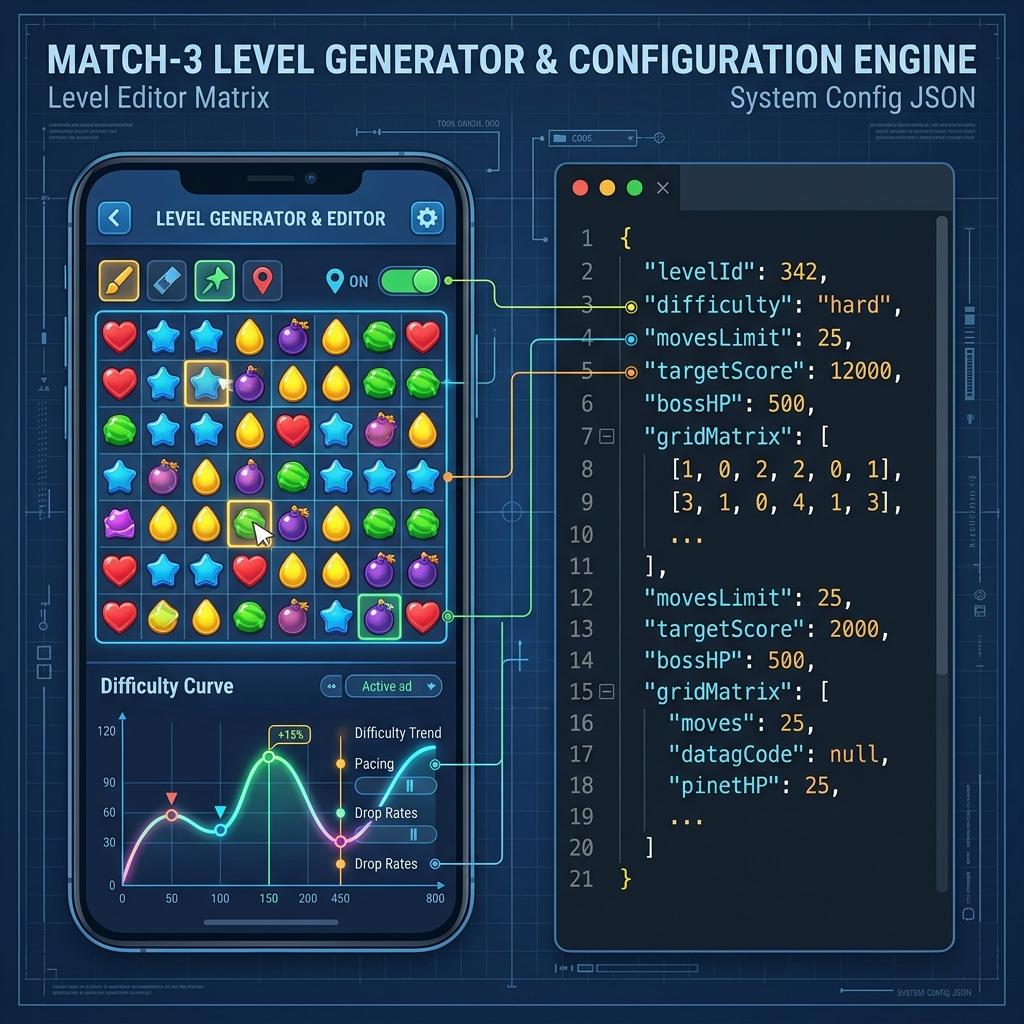 MATCH-3 LEVEL GENERATOR & CONFIGURATION ENGINE
Level Editor Matrix
System Config JSON
CODS
LEVEL GENERATOR & EDITOR
ON
Difficulty Curve
Active ad
120
90
60
30
0
+15%
Difficulty Trend
Pacing
Drop Rates
Drop Rates
0 50 100 150 200 450 800
1 {
2 "levelId": 342,
3 "difficulty": "hard",
4 "movesLimit": 25,
5 "targetScore": 12000,
6 "bossHP": 500,
7 "gridMatrix": [
8 [1, 0, 2, 2, 0, 1],
9 [3, 1, 0, 4, 1, 3],
10 ...
11 ],
12 "movesLimit": 25,
13 "targetScore": 2000,
14 "bossHP": 500,
15 "gridMatrix": [
16 "moves": 25,
17 "datagCode": null,
18 "pinetHP": 25,
19 ...
20 ]
21 }
SYSTEM CONFIG JSON